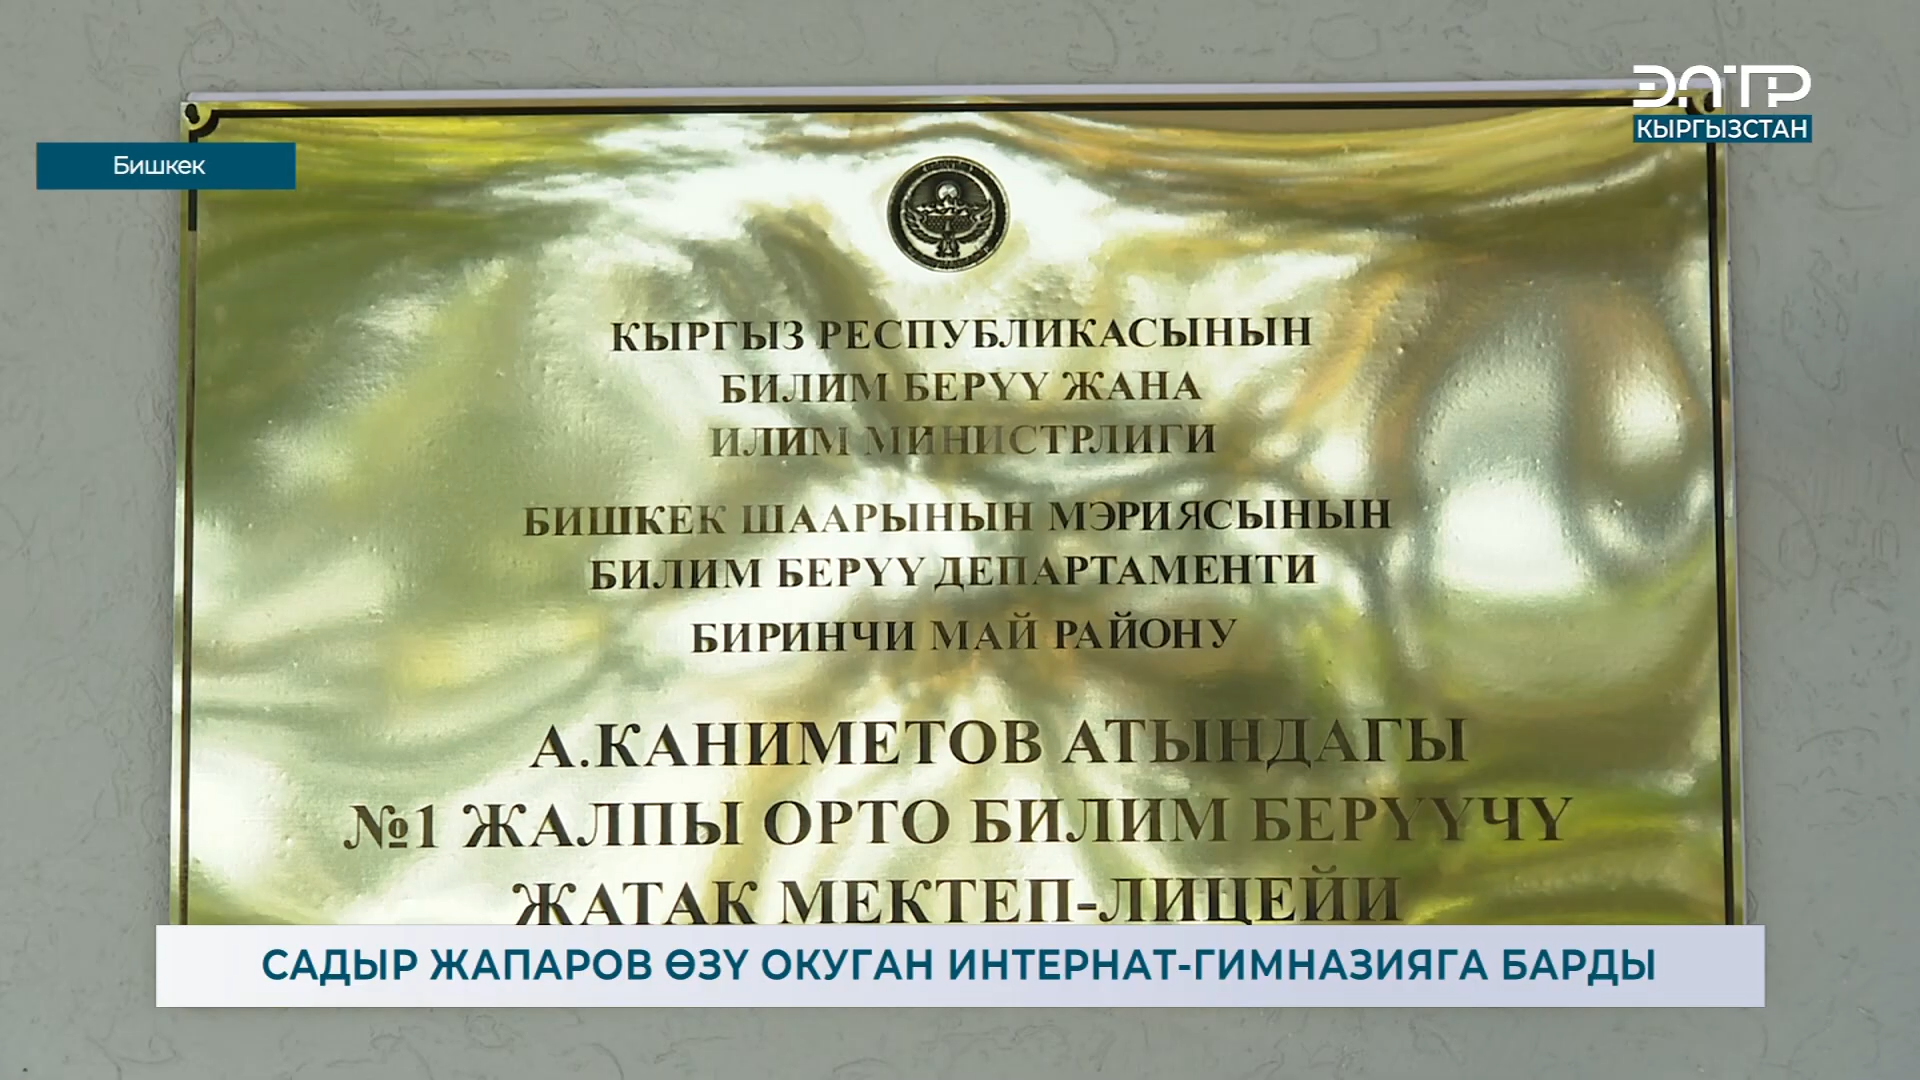 ЭЛТР
КЫРГЫЗСТАН
Бишкек
КЫРГЫЗ РЕСПУБЛИКАСЫНЫН
БИЛИМ БЕРҮҮ ЖАНА
ИЛИМ МИНИСТРЛИГИ
БИШКЕК ШААРЫНЫН МЭРИЯСЫНЫН
БИЛИМ БЕРҮҮ ДЕПАРТАМЕНТИ
БИРИНЧИ МАЙ РАЙОНУ
А.КАНИМЕТОВ АТЫНДАГЫ
№1 ЖАЛПЫ ОРТО БИЛИМ БЕРҮҮЧҮ
ЖАТАК МЕКТЕП-ЛИЦЕЙИ
САДЫР ЖАПАРОВ ӨЗҮ ОКУГАН ИНТЕРНАТ-ГИМНАЗИЯГА БАРДЫ